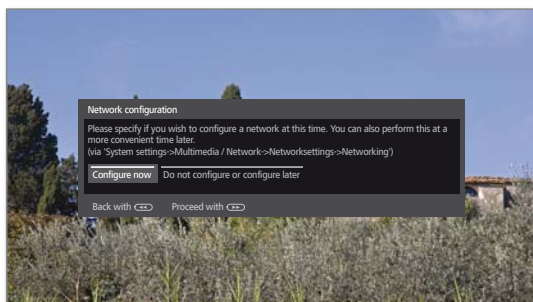 Network configuration
Please specify if you wish to configure a network at this time. You can also perform this at a
more convenient time later.
(via 'System settings->Multimedia / Network->Networksettings->Networking')
Configure now Do not configure or configure later
Back with Proceed with